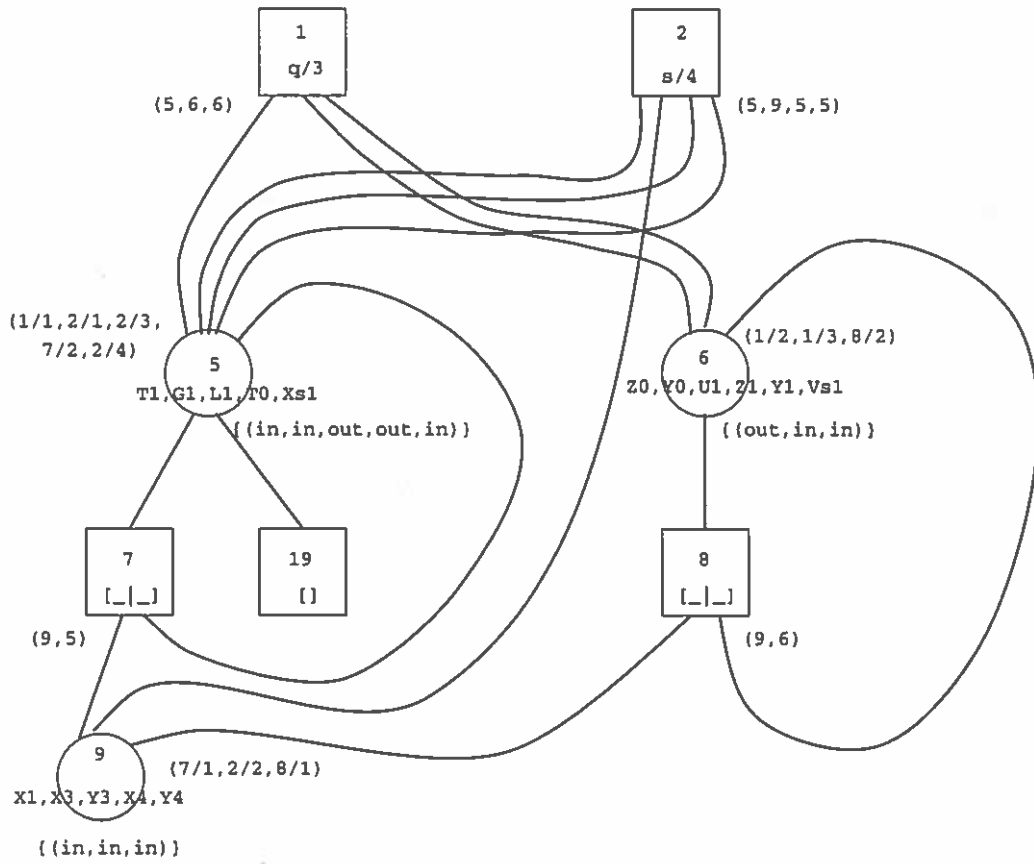 1
q/3
2
s/4
(5,6,6)
(5,9,5,5)
(1/1,2/1,2/3,
7/2,2/4)
5
T1,G1,L1,T0,Xs1
{(in,in,out,out,in)}
(1/2,1/3,8/2)
6
Z0,Y0,U1,Z1,Y1,Vs1
{(out,in,in)}
7
[_|_]
19
[]
8
[_|_]
(9,5)
(9,6)
9
(7/1,2/2,8/1)
X1,X3,Y3,X4,Y4
{(in,in,in)}